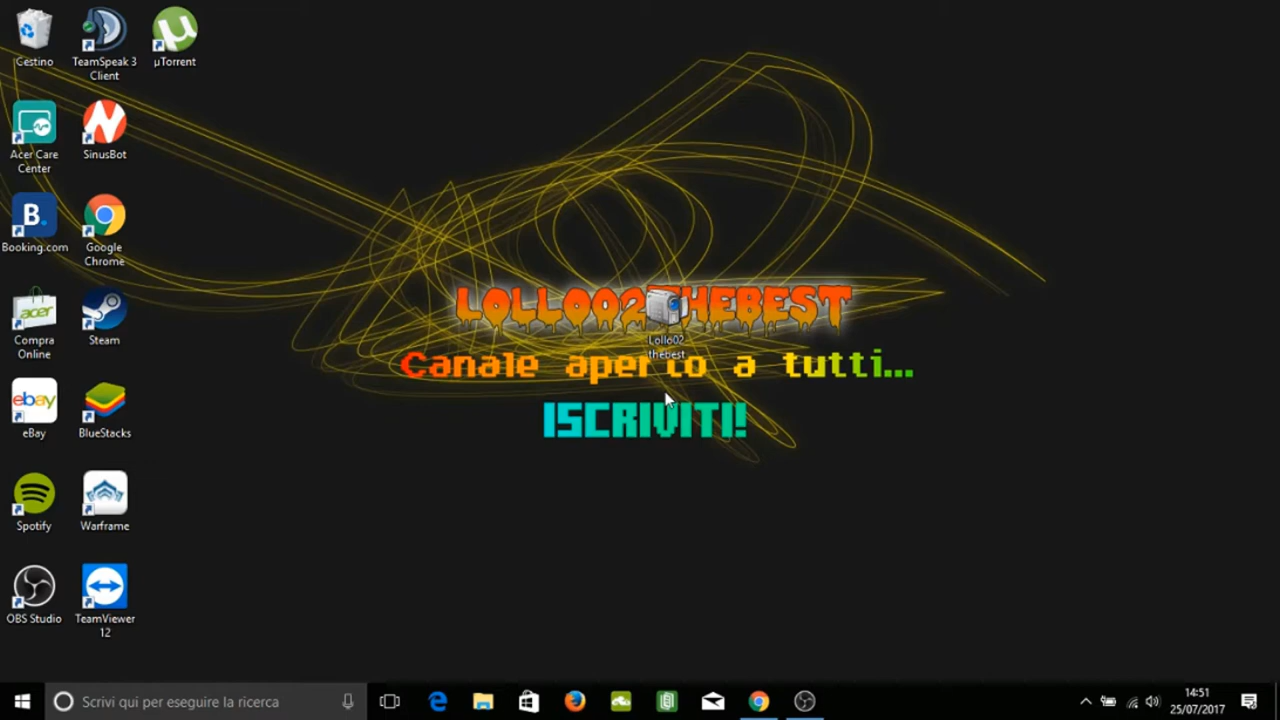 Cestino
TeamSpeak 3
Client
µTorrent
Acer Care
Center
SinusBot
B.
Booking.com
Google
Chrome
acer
Compra
Online
Steam
ebay
eBay
BlueStacks
Spotify
Warframe
OBS Studio
TeamViewer
12
LOLLO02THEBEST
Lollo02
thebest
Canale aperto a tutti...
ISCRIVITI!
Scrivi qui per eseguire la ricerca
14:51
25/07/2017